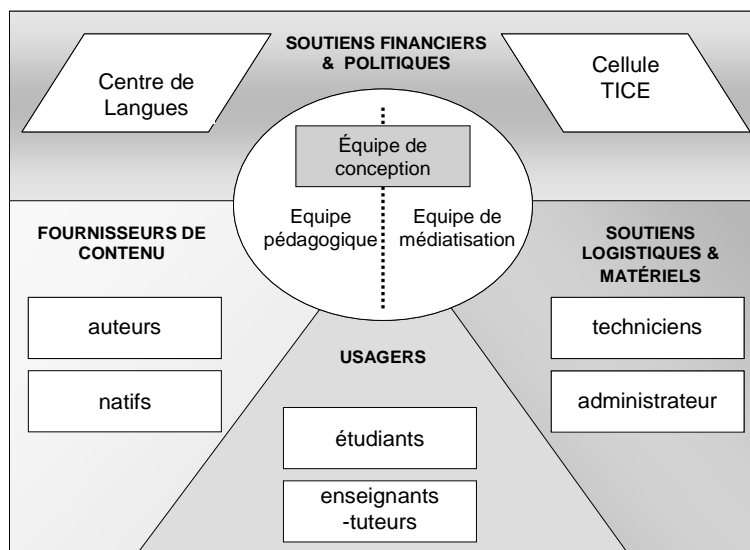 SOUTIENS FINANCIERS
& POLITIQUES
Centre de
Langues
Cellule
TICE
Équipe de
conception
Equipe
pédagogique
Equipe de
médiatisation
FOURNISSEURS DE
CONTENU
auteurs
natifs
SOUTIENS
LOGISTIQUES &
MATÉRIELS
techniciens
administrateur
USAGERS
étudiants
enseignants
-tuteurs